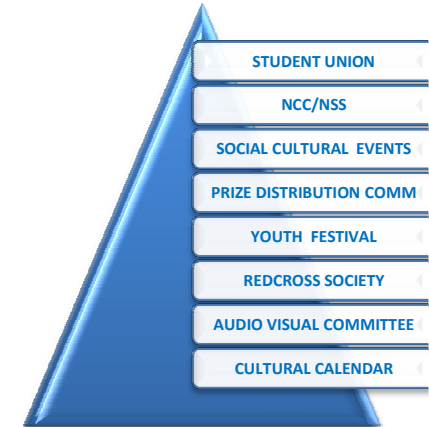 STUDENT UNION
NCC/NSS
SOCIAL CULTURAL EVENTS
PRIZE DISTRIBUTION COMM
YOUTH FESTIVAL
REDCROSS SOCIETY
AUDIO VISUAL COMMITTEE
CULTURAL CALENDAR